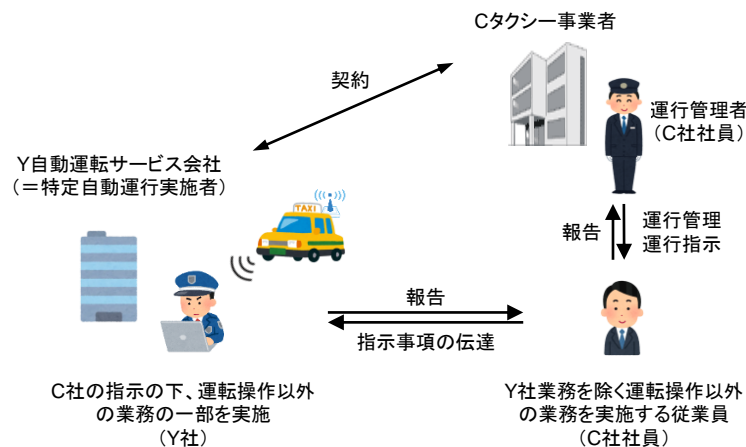 Cタクシー事業者
契約
運行管理者
（C社社員）
Y自動運転サービス会社
（＝特定自動運行実施者）
TAXI
報告
運行管理
運行指示
報告
指示事項の伝達
C社の指示の下、運転操作以外
の業務の一部を実施
（Y社）
Y社業務を除く運転操作以外
の業務を実施する従業員
（C社社員）